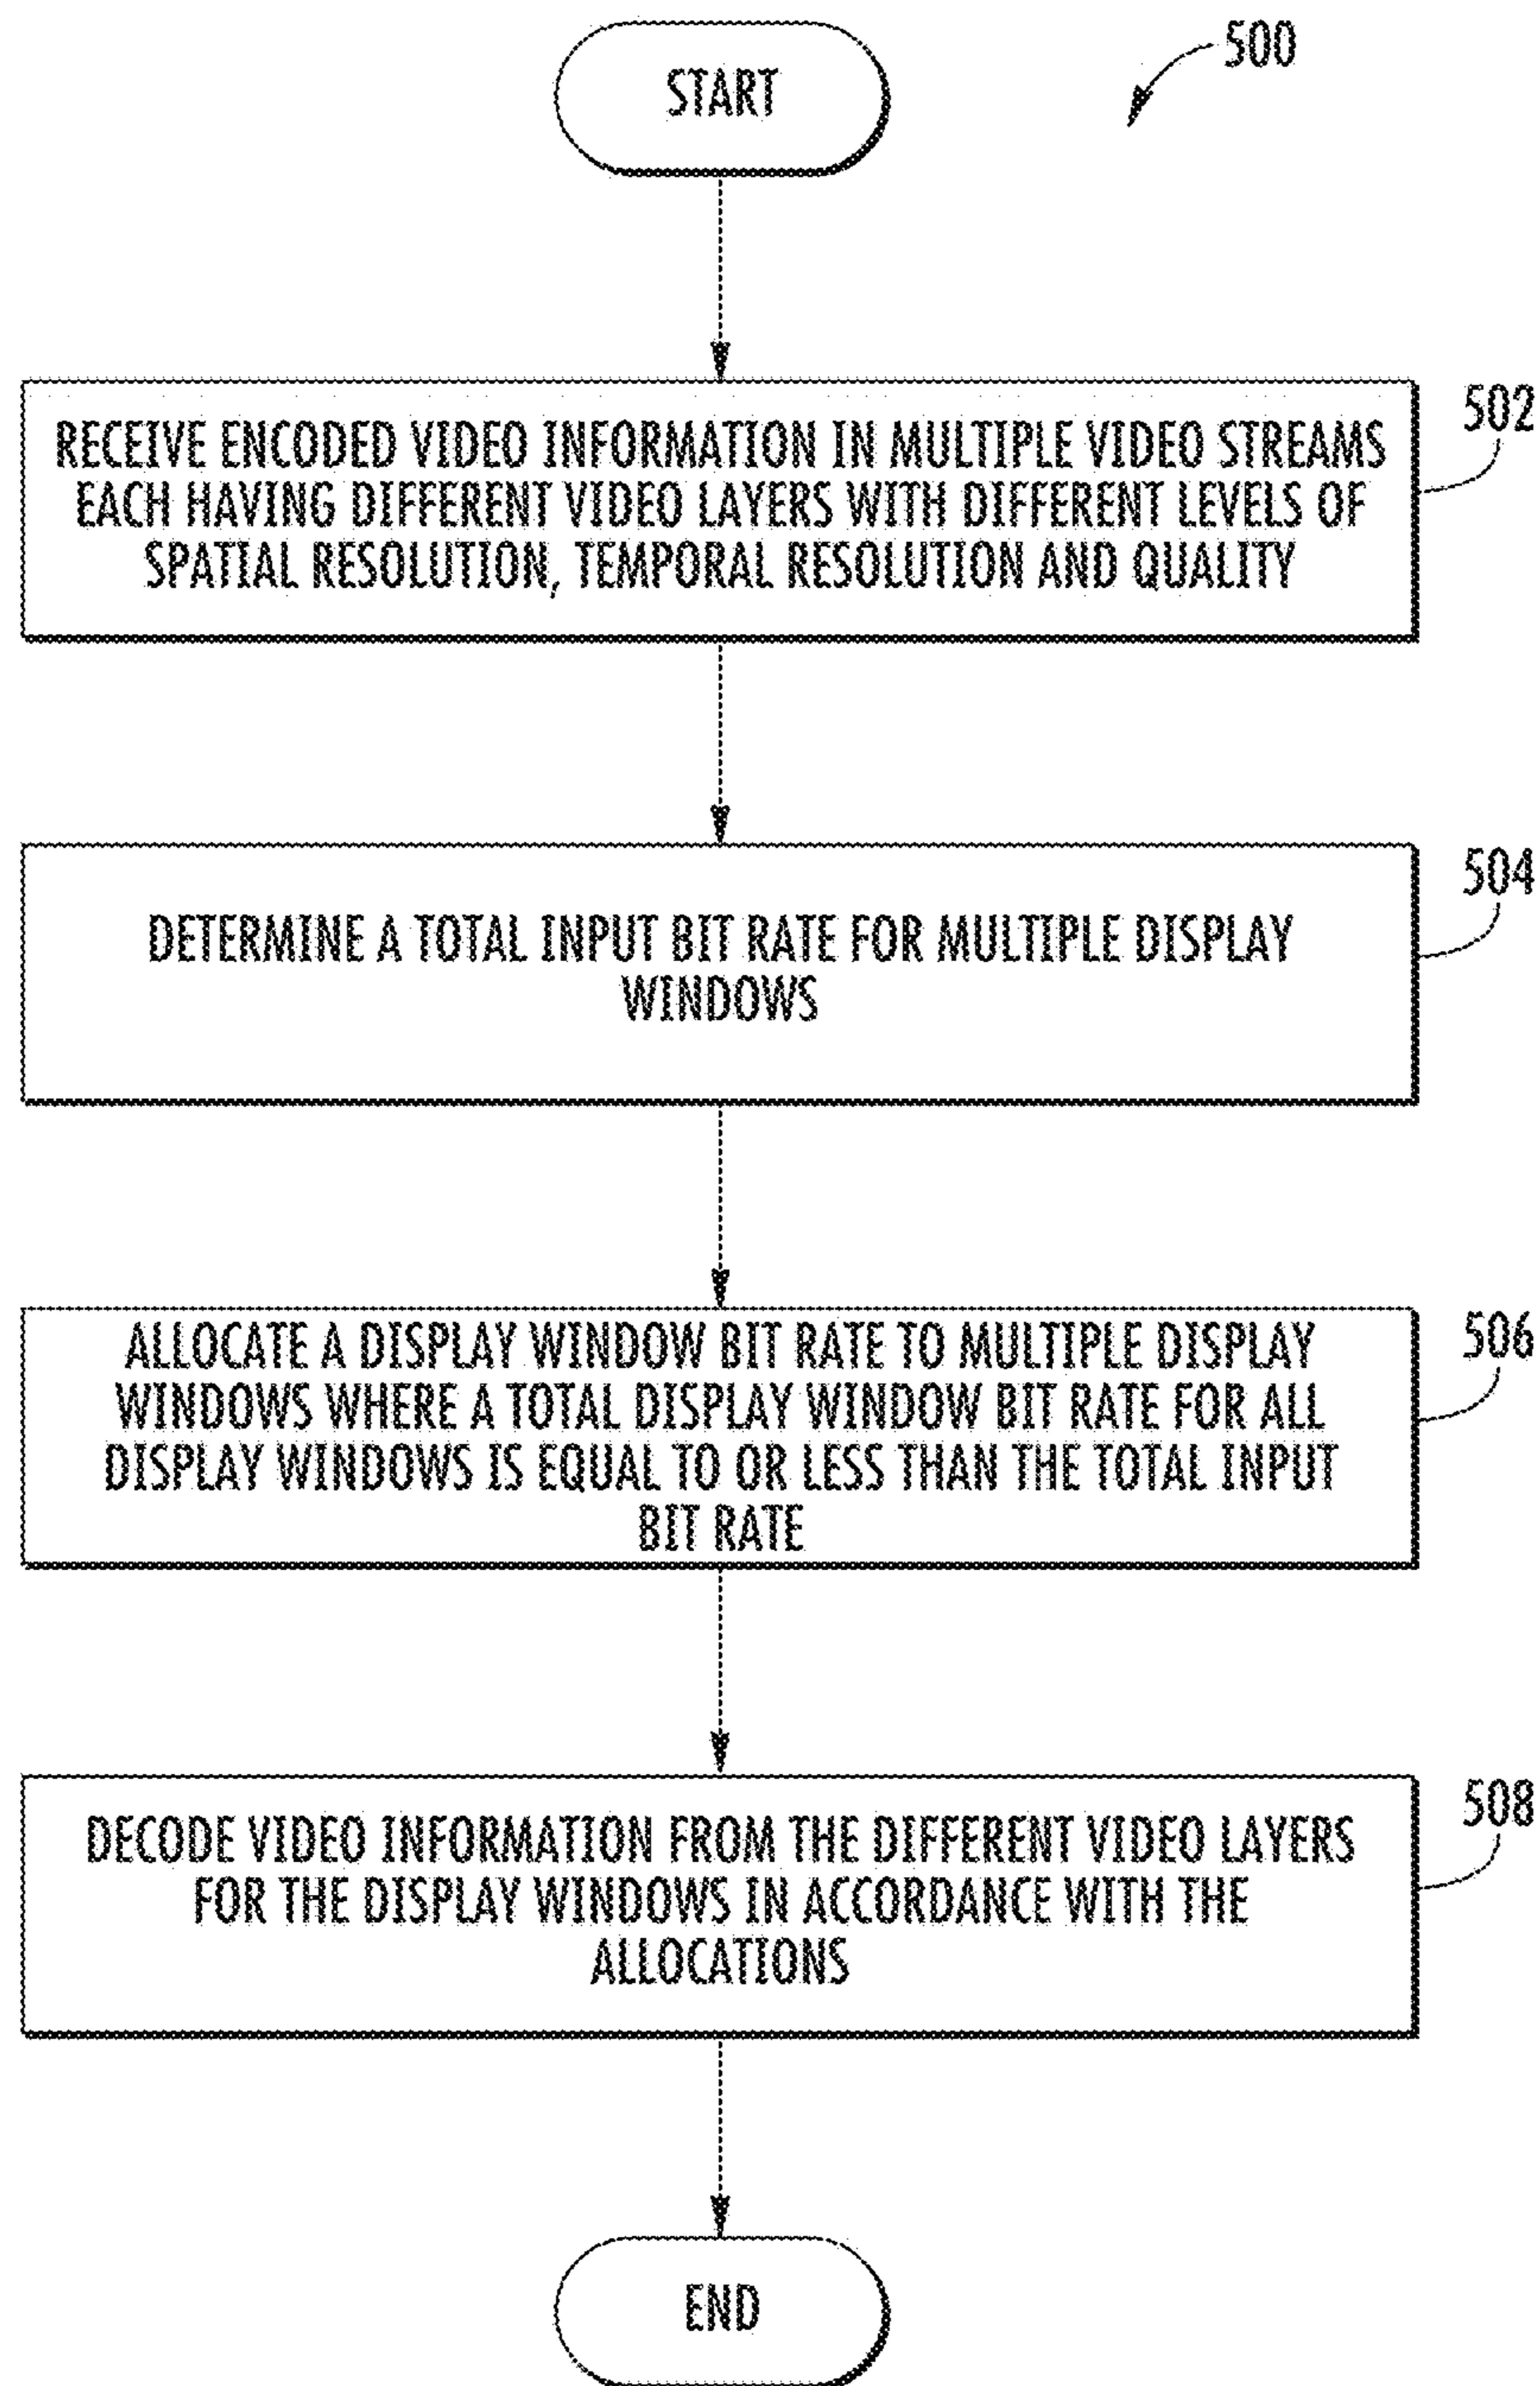 START
500
RECEIVE ENCODED VIDEO INFORMATION IN MULTIPLE VIDEO STREAMS
EACH HAVING DIFFERENT VIDEO LAYERS WITH DIFFERENT LEVELS OF
SPATIAL RESOLUTION, TEMPORAL RESOLUTION AND QUALITY
502
DETERMINE A TOTAL INPUT BIT RATE FOR MULTIPLE DISPLAY
WINDOWS
504
ALLOCATE A DISPLAY WINDOW BIT RATE TO MULTIPLE DISPLAY
WINDOWS WHERE A TOTAL DISPLAY WINDOW BIT RATE FOR ALL
DISPLAY WINDOWS IS EQUAL TO OR LESS THAN THE TOTAL INPUT
BIT RATE
506
DECODE VIDEO INFORMATION FROM THE DIFFERENT VIDEO LAYERS
FOR THE DISPLAY WINDOWS IN ACCORDANCE WITH THE
ALLOCATIONS
508
END